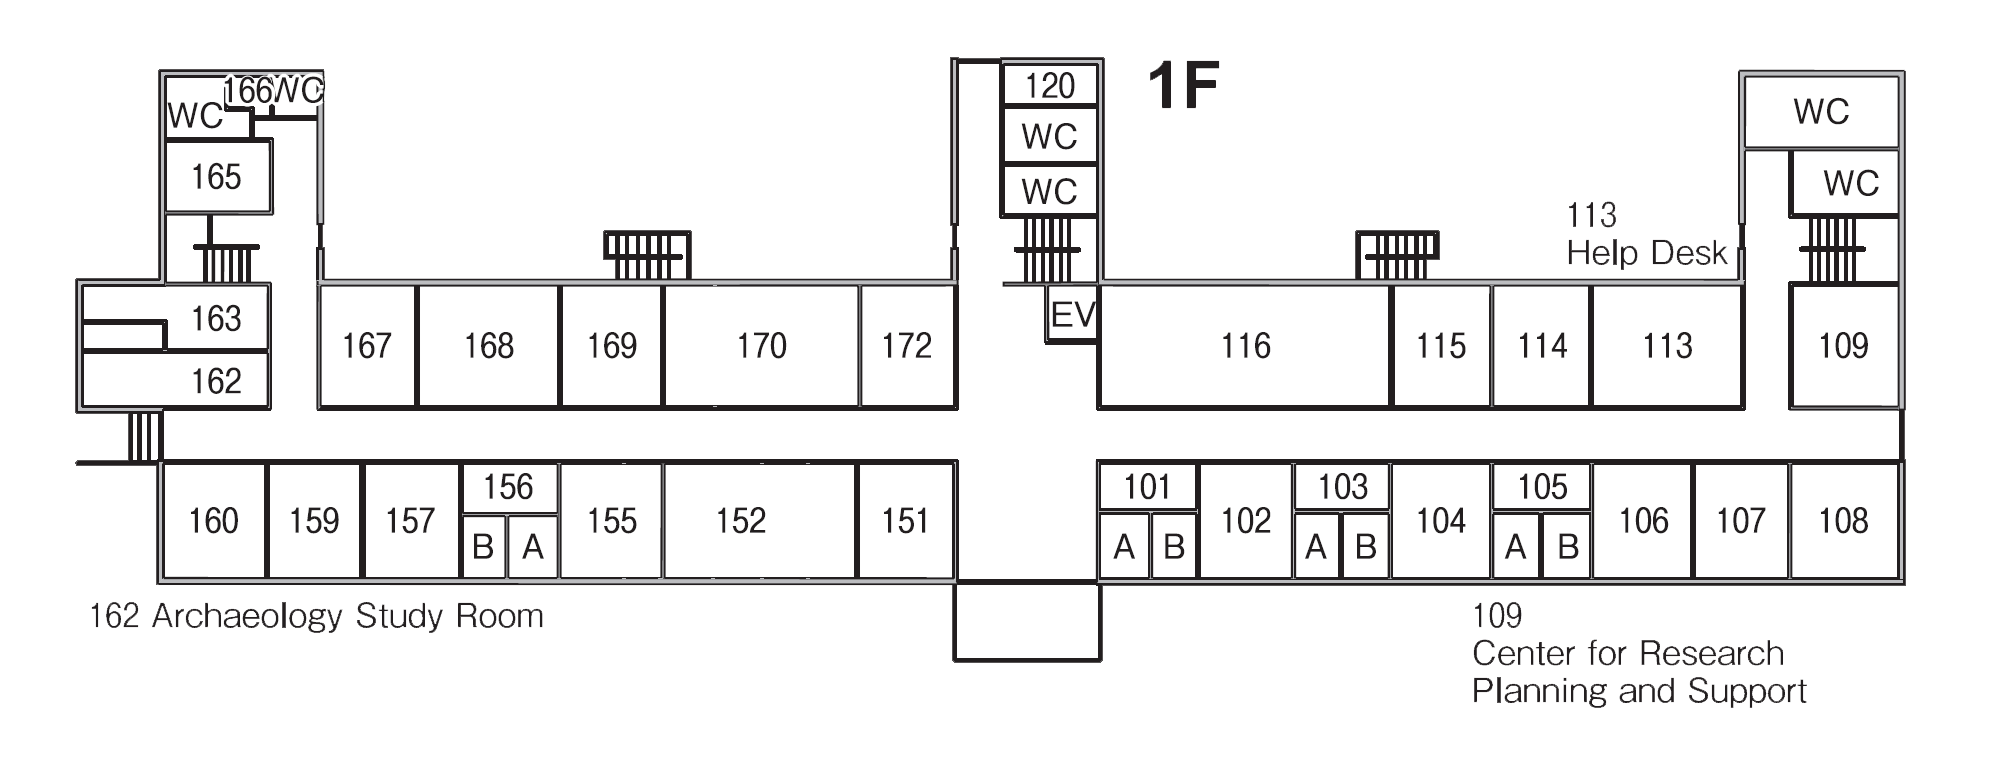 1F
166
WC
WC
120
WC
WC
165
WC
WC
113
Help Desk
163
EV
162
167
168
169
170
172
116
115
114
113
109
156
101
103
105
160
159
157
155
152
151
102
104
106
107
108
B
A
A
B
A
B
A
B
162 Archaeology Study Room
109
Center for Research
Planning and Support